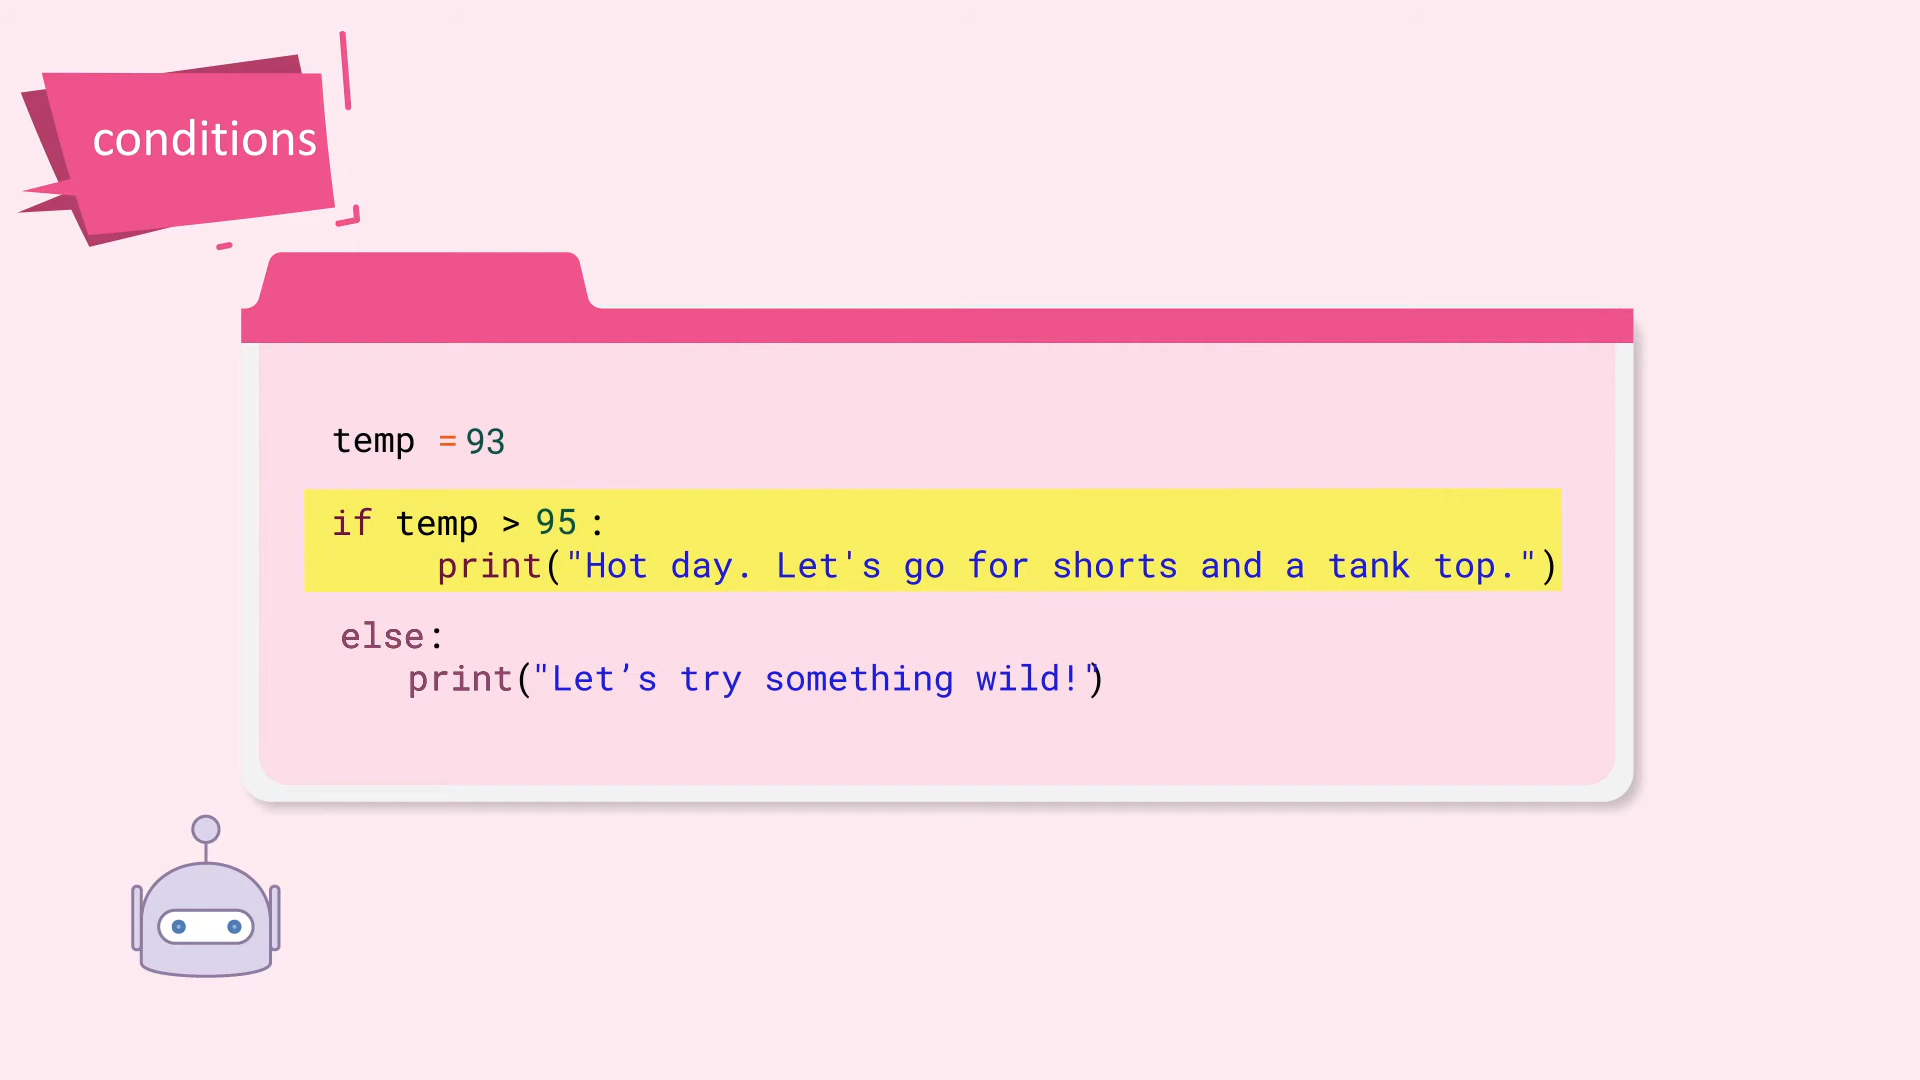 conditions
temp = 93
if temp > 95 :
print("Hot day. Let's go for shorts and a tank top.")
else:
print("Let’s try something wild!")